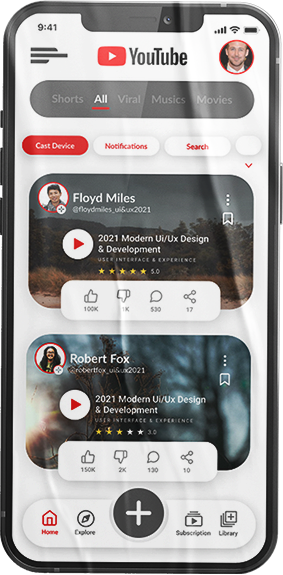 9:41
YouTube
Shorts All Viral Musics Movies
Cast Device Notifications Search
Floyd Miles
@floydmiles_ui&ux2021
2021 Modern Ui/Ux Design
& Development
USER INTERFACE & EXPERIENCE
5.0
100K 1K 530 17
Robert Fox
@robertfox_ui&ux2021
2021 Modern Ui/Ux Design
& Development
USER INTERFACE & EXPERIENCE
3.0
150K 2K 130 10
Home Explore Subscription Library